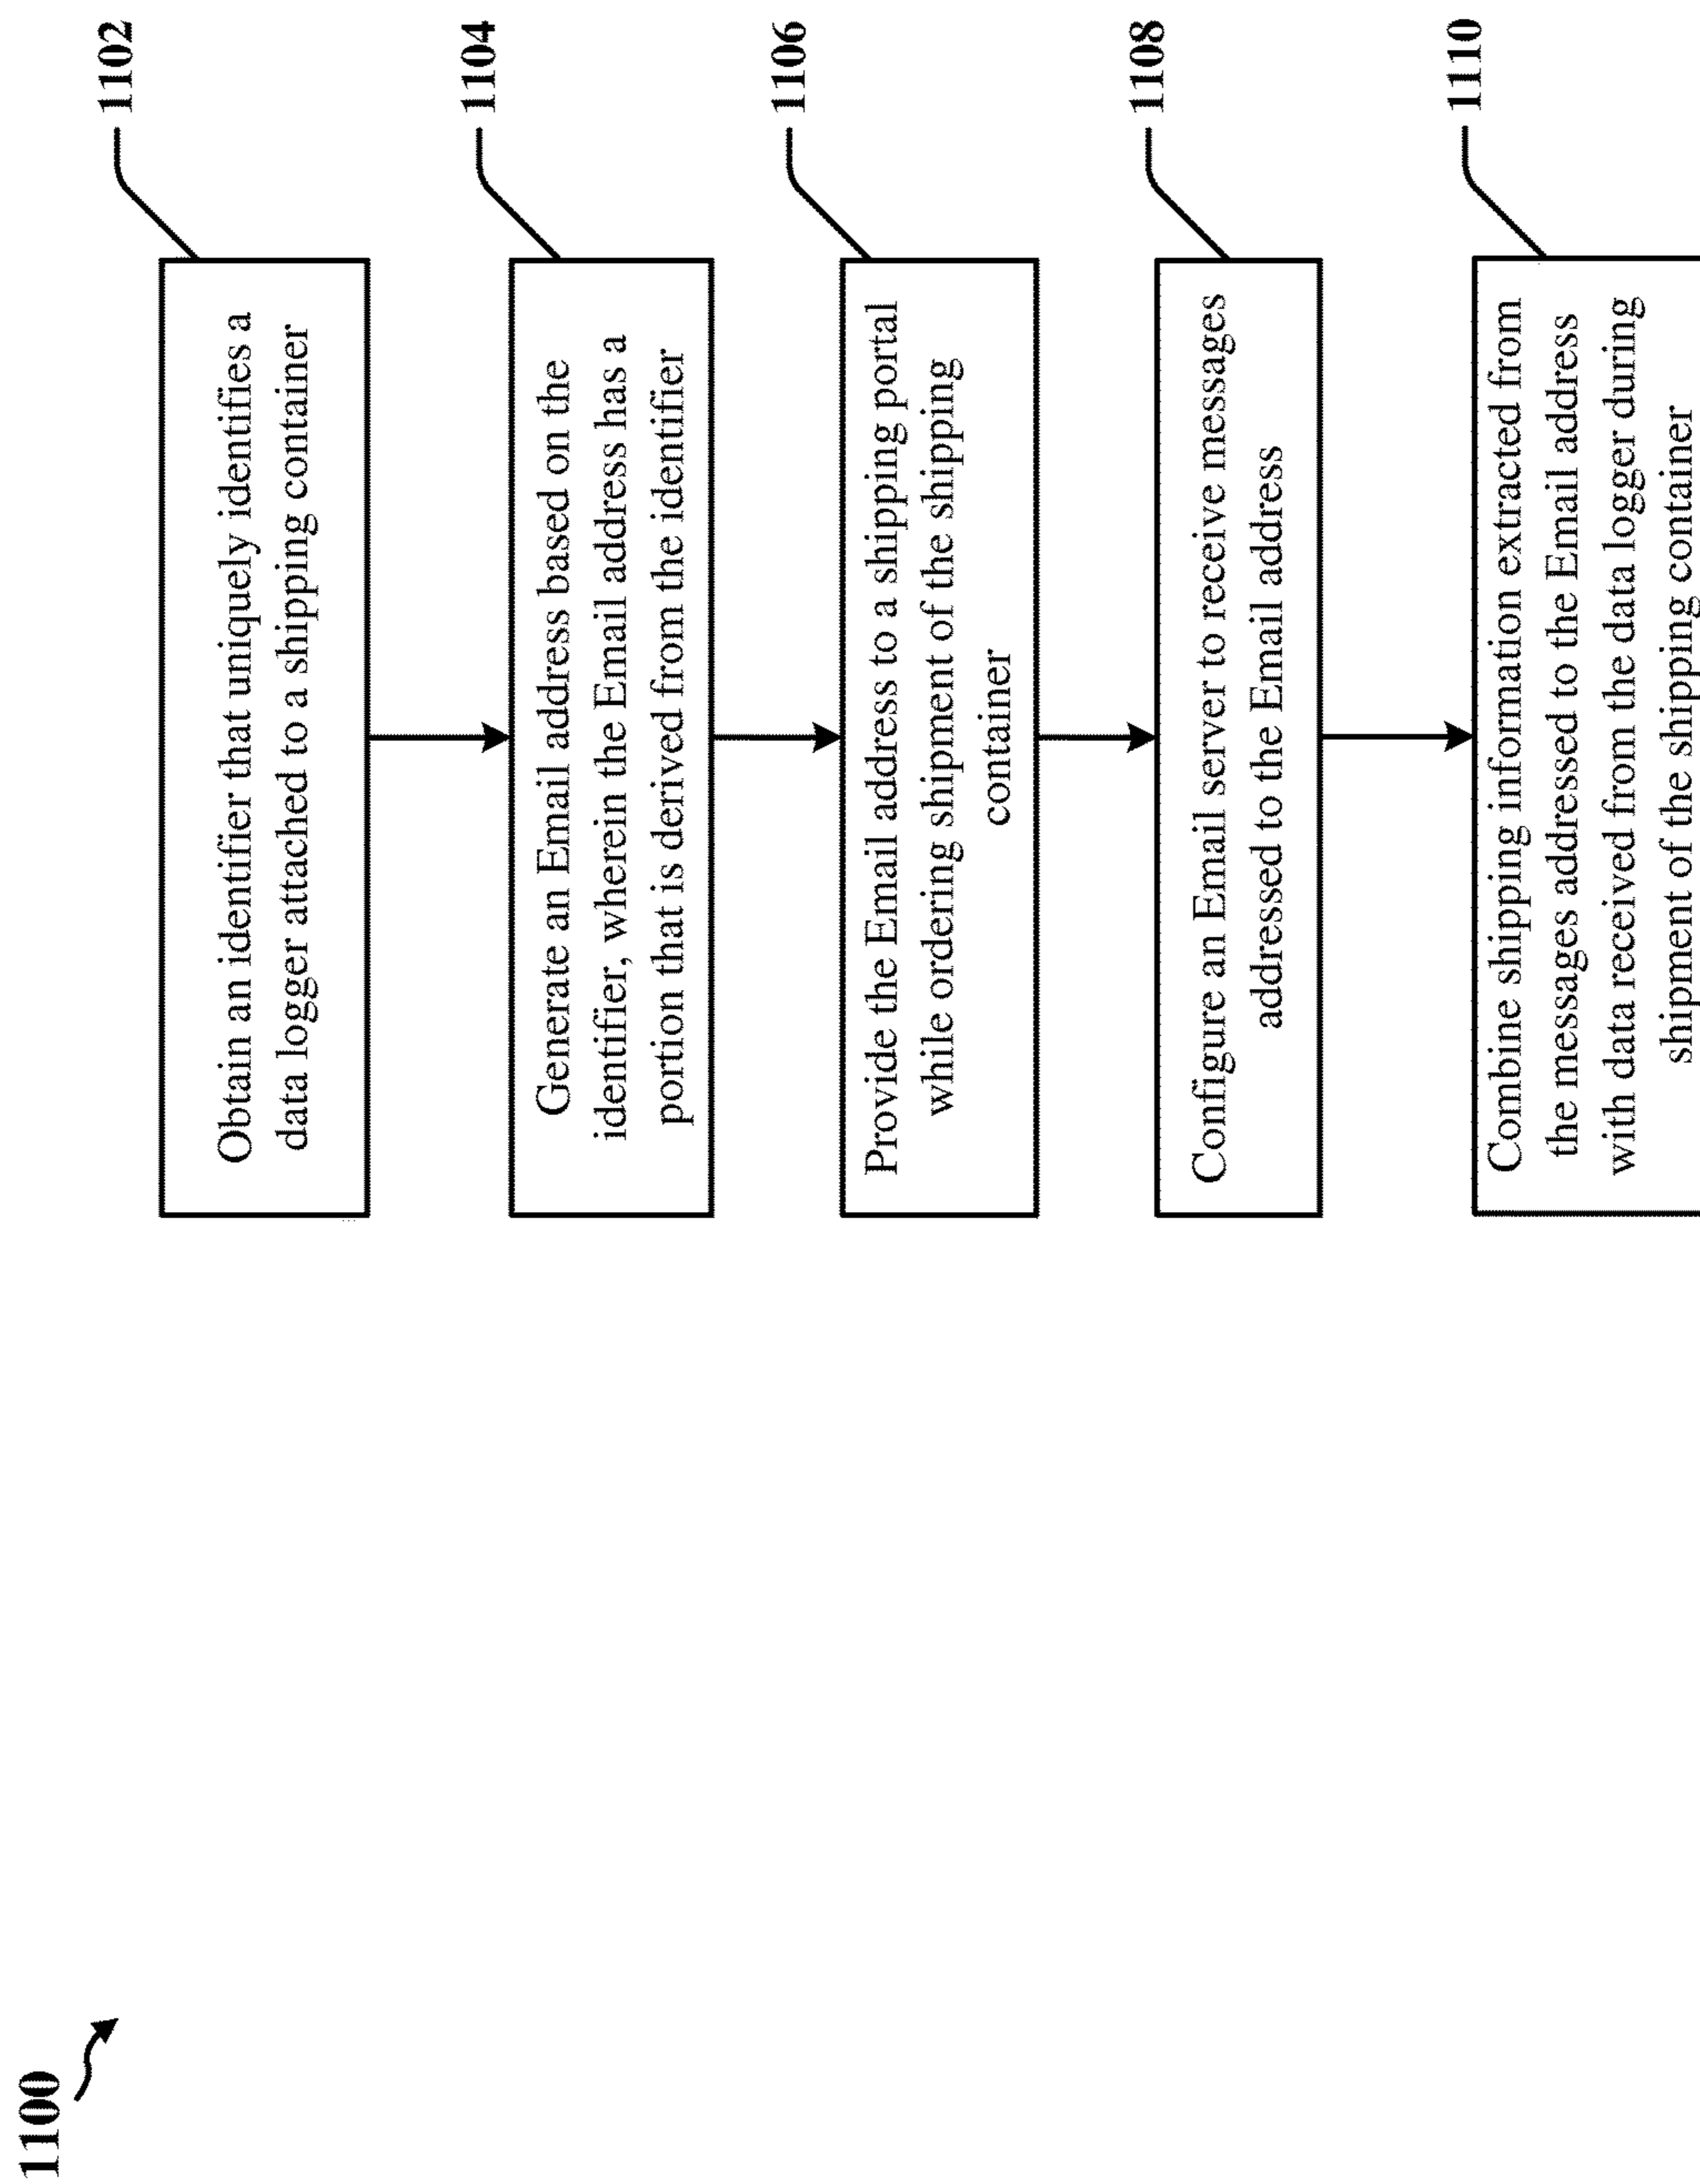 1100
1102
Obtain an identifier that uniquely identifies a
data logger attached to a shipping container
1104
Generate an Email address based on the
identifier, wherein the Email address has a
portion that is derived from the identifier
1106
Provide the Email address to a shipping portal
while ordering shipment of the shipping
container
1108
Configure an Email server to receive messages
addressed to the Email address
1110
Combine shipping information extracted from
the messages addressed to the Email address
with data received from the data logger during
shipment of the shipping container